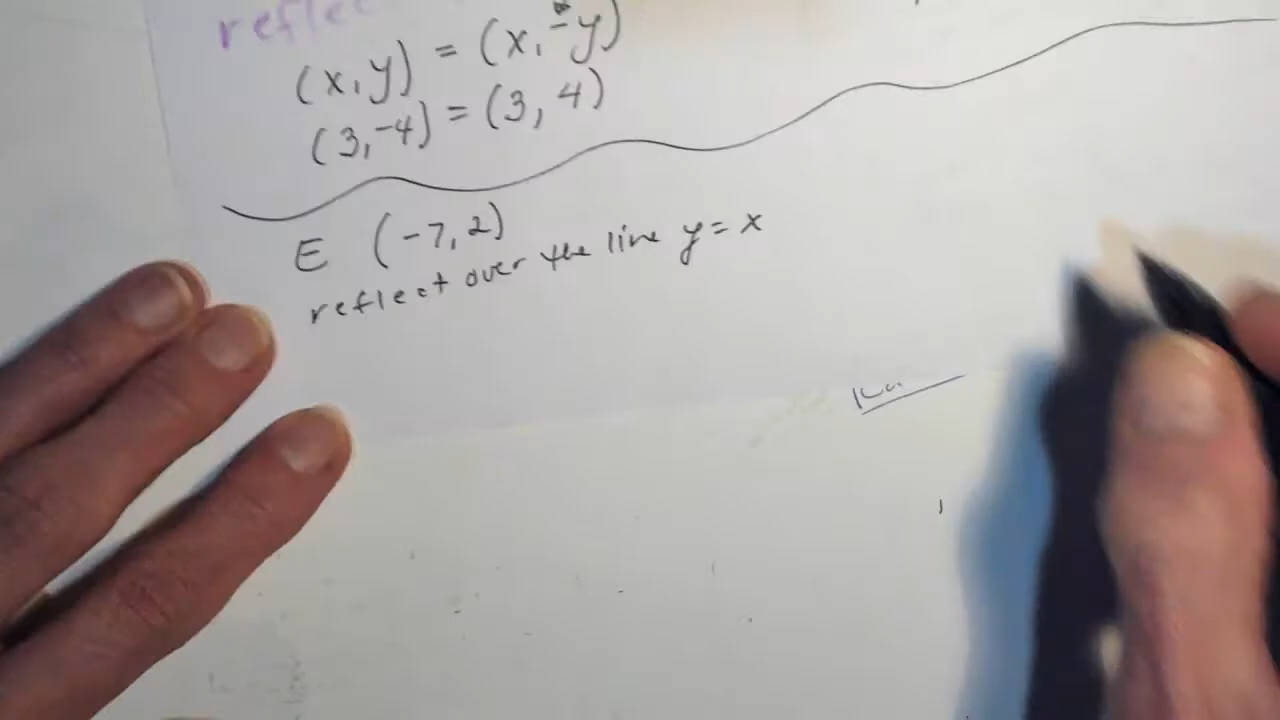 (x,y) = (x,-y)
(3,-4) = (3,4)
E (-7,2)
reflect over the line y=x